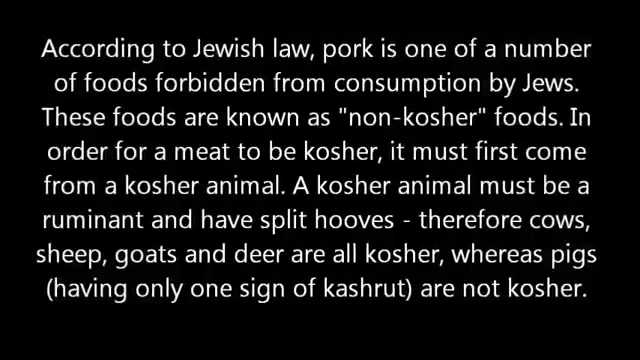 According to Jewish law, pork is one of a number
of foods forbidden from consumption by Jews.
These foods are known as "non-kosher" foods. In
order for a meat to be kosher, it must first come
from a kosher animal. A kosher animal must be a
ruminant and have split hooves - therefore cows,
sheep, goats and deer are all kosher, whereas pigs
(having only one sign of kashrut) are not kosher.